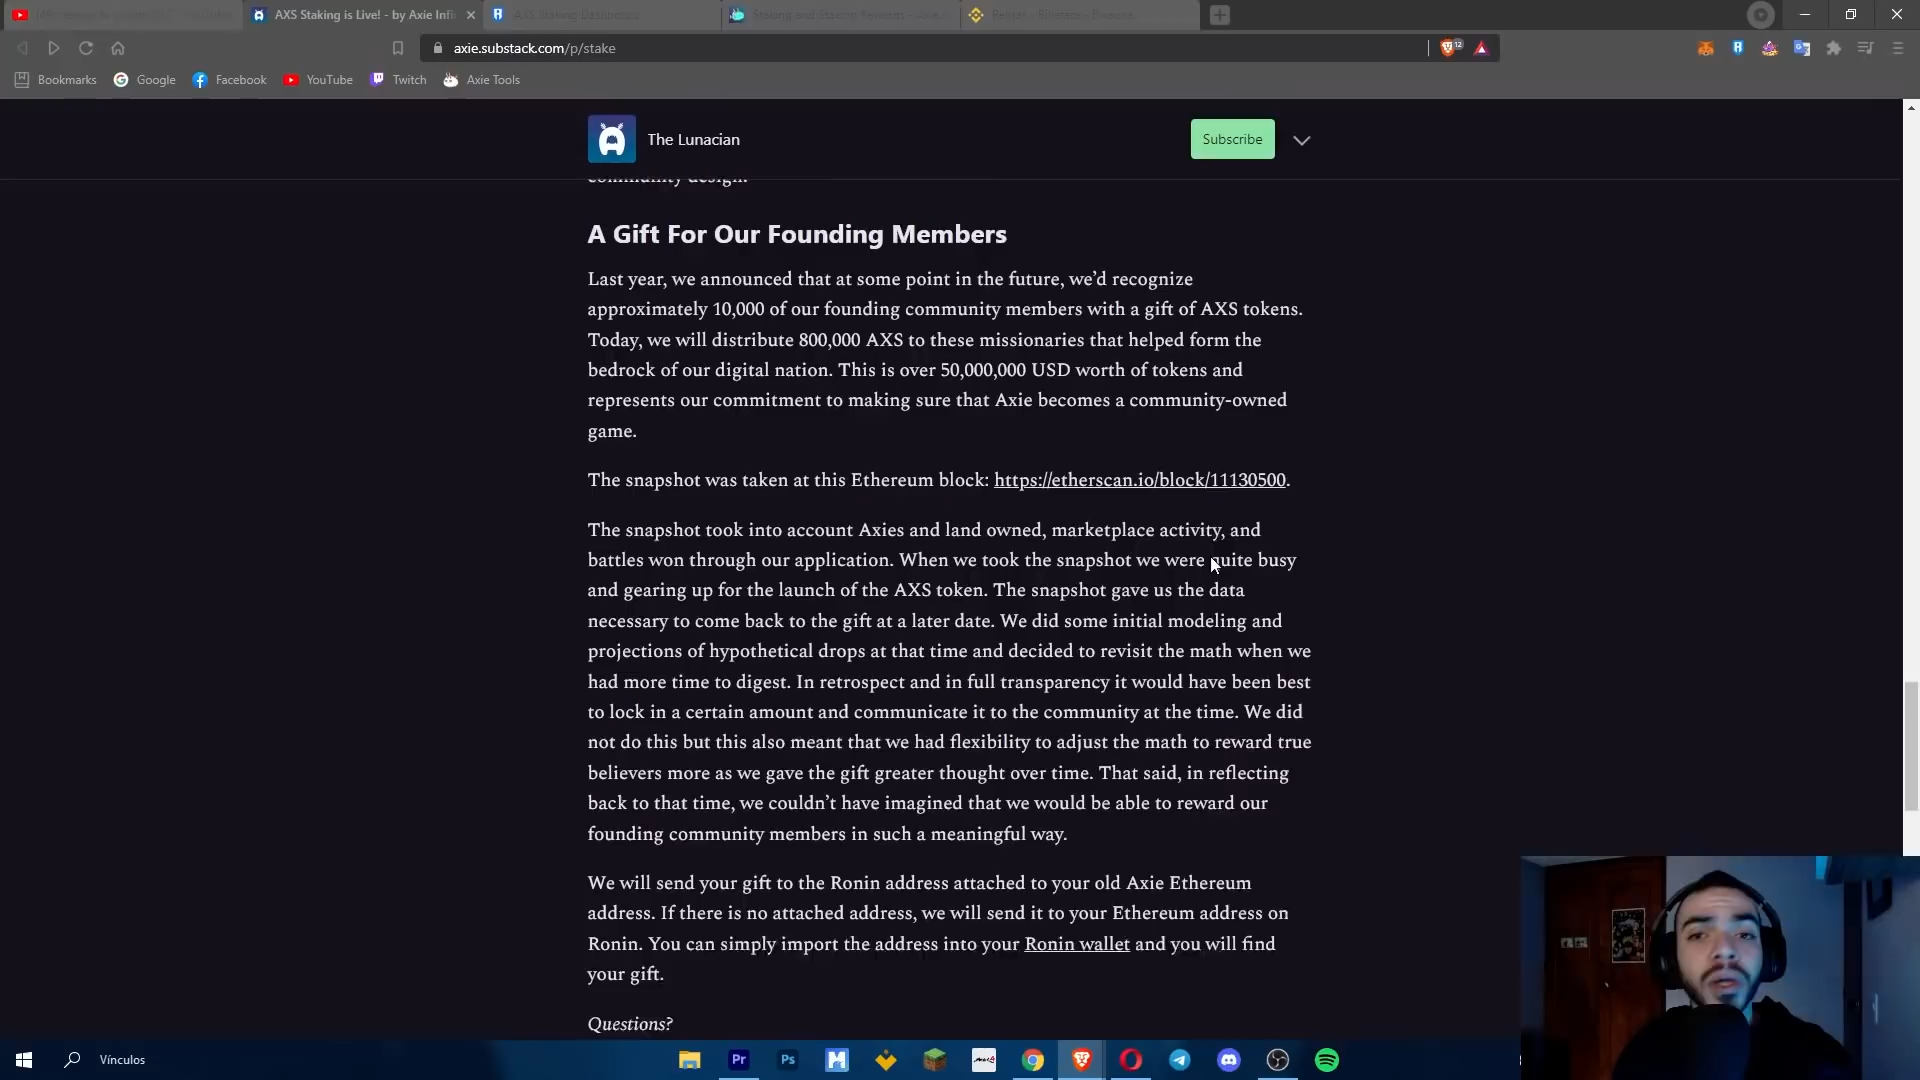 AXS Staking is Live! - by Axie Infi
AXS Staking Dashboard
Staking and Staking Rewards - Axie
axie.substack.com/p/stake
12
Bookmarks Google Facebook YouTube Twitch Axie Tools
The Lunacian
Subscribe
community design.
A Gift For Our Founding Members
Last year, we announced that at some point in the future, we’d recognize
approximately 10,000 of our founding community members with a gift of AXS tokens.
Today, we will distribute 800,000 AXS to these missionaries that helped form the
bedrock of our digital nation. This is over 50,000,000 USD worth of tokens and
represents our commitment to making sure that Axie becomes a community-owned
game.
The snapshot was taken at this Ethereum block: https://etherscan.io/block/11130500.
The snapshot took into account Axies and land owned, marketplace activity, and
battles won through our application. When we took the snapshot we were quite busy
and gearing up for the launch of the AXS token. The snapshot gave us the data
necessary to come back to the gift at a later date. We did some initial modeling and
projections of hypothetical drops at that time and decided to revisit the math when we
had more time to digest. In retrospect and in full transparency it would have been best
to lock in a certain amount and communicate it to the community at the time. We did
not do this but this also meant that we had flexibility to adjust the math to reward true
believers more as we gave the gift greater thought over time. That said, in reflecting
back to that time, we couldn’t have imagined that we would be able to reward our
founding community members in such a meaningful way.
We will send your gift to the Ronin address attached to your old Axie Ethereum
address. If there is no attached address, we will send it to your Ethereum address on
Ronin. You can simply import the address into your Ronin wallet and you will find
your gift.
Questions?
Vínculos
Pr Ps